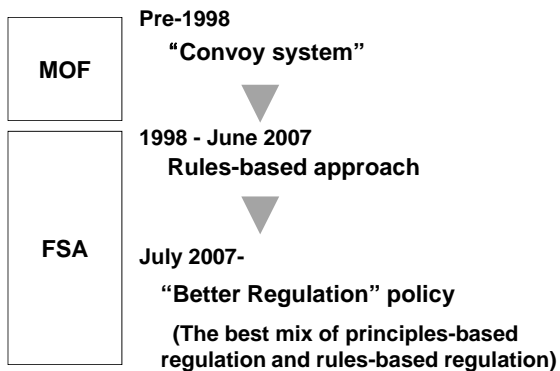 Pre-1998
“Convoy system”
MOF
1998 - June 2007
Rules-based approach
FSA
July 2007-
“Better Regulation” policy
(The best mix of principles-based
regulation and rules-based regulation)